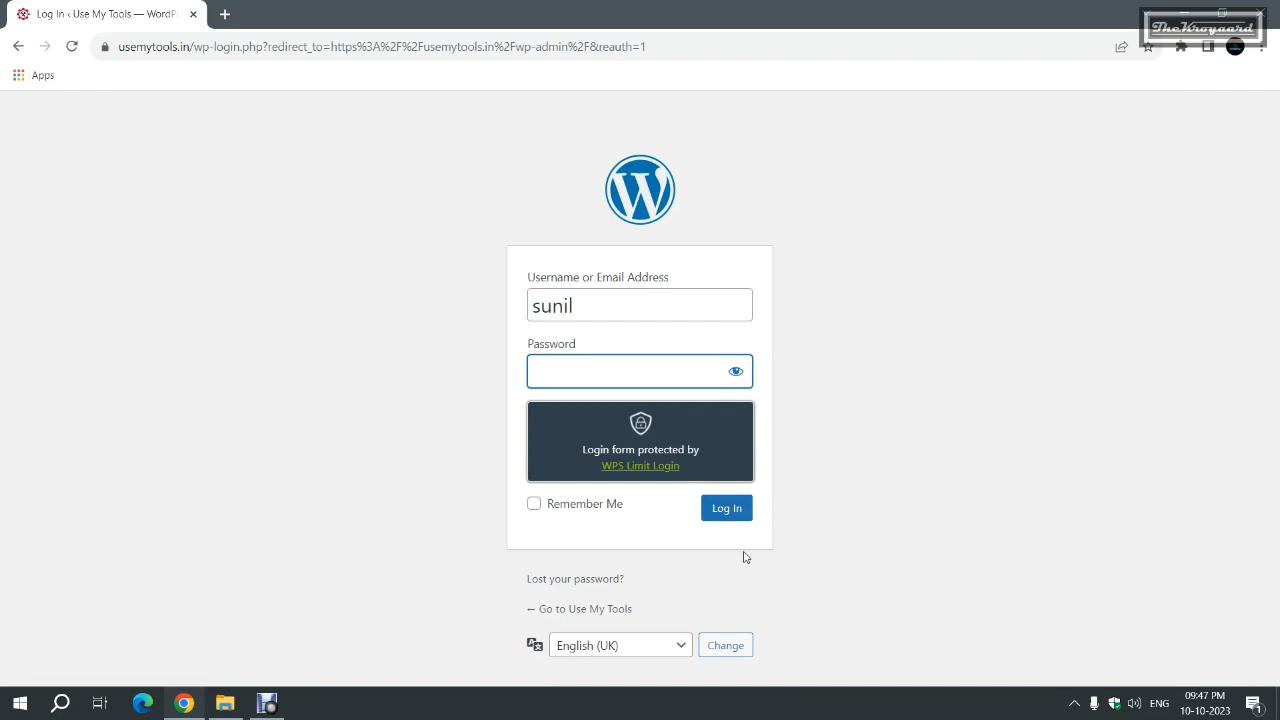 Log In ‹ Use My Tools — WordP
TheKroyaard
usemytools.in/wp-login.php?redirect_to=https%3A%2F%2Fusemytools.in%2Fwp_admin%2F&reauth=1
Apps
Username or Email Address
sunil
Password
Login form protected by
WPS Limit Login
Remember Me
Log In
Lost your password?
← Go to Use My Tools
English (UK)
Change
ENG
09:47 PM
10-10-2023
1